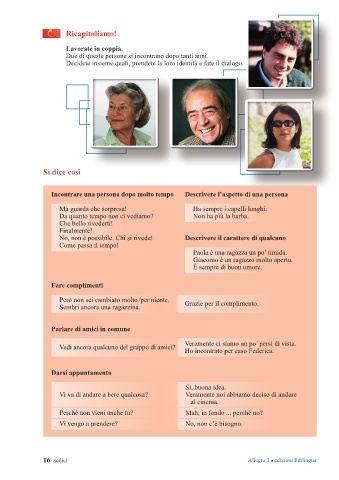 Ricapitoliamo!
Lavorate in coppia.
Due di queste persone si incontrano dopo tanti anni.
Decidete insieme quali, prendete la loro identità e fate il dialogo.
Si dice così
Incontrare una persona dopo molto tempo
Ma guarda che sorpresa!
Da quanto tempo non ci vediamo?
Che bello rivederti!
Finalmente!
No, non è possibile. Chi si rivede!
Come passa il tempo!
Descrivere l'aspetto di una persona
Ha sempre i capelli lunghi.
Non ha più la barba.
Descrivere il carattere di qualcuno
Paola è una ragazza un po' timida.
Giacomo è un ragazzo molto aperto.
È sempre di buon umore.
Fare complimenti
Però non sei cambiato molto/per niente.
Sembri ancora una ragazzina.
Grazie per il complimento.
Parlare di amici in comune
Vedi ancora qualcuno del gruppo di amici?
Veramente ci siamo un po' persi di vista.
Ho incontrato per caso Federica.
Darsi appuntamento
Vi va di andare a bere qualcosa?
Sì, buona idea.
Veramente noi abbiamo deciso di andare
al cinema.
Perché non vieni anche tu?
Mah, in fondo ... perché no?
Vi vengo a prendere?
No, non c'è bisogno.
16 sedici
Allegro 2 ● edizioni Edilingua